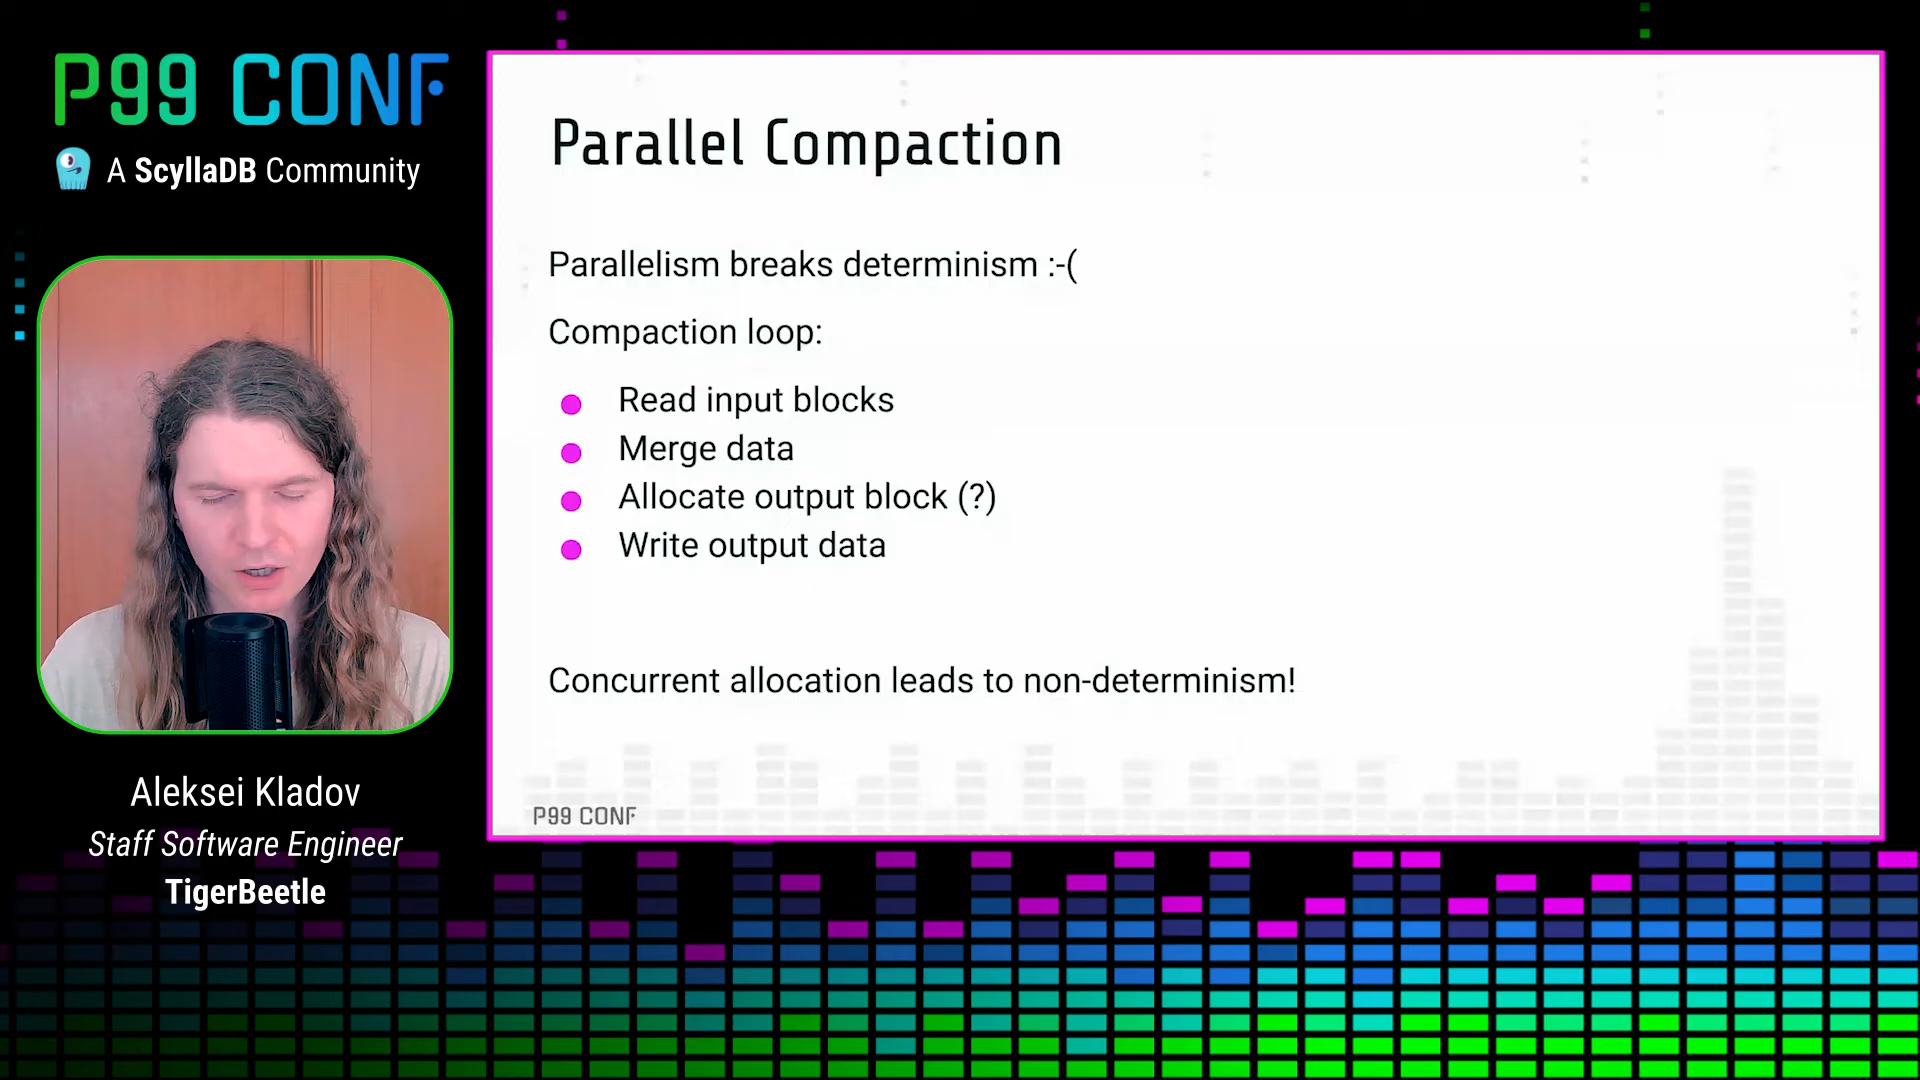 P99 CONF
A ScyllaDB Community
Aleksei Kladov
Staff Software Engineer
TigerBeetle
Parallel Compaction
Parallelism breaks determinism :-(
Compaction loop:
● Read input blocks
● Merge data
● Allocate output block (?)
● Write output data
Concurrent allocation leads to non-determinism!
P99 CONF